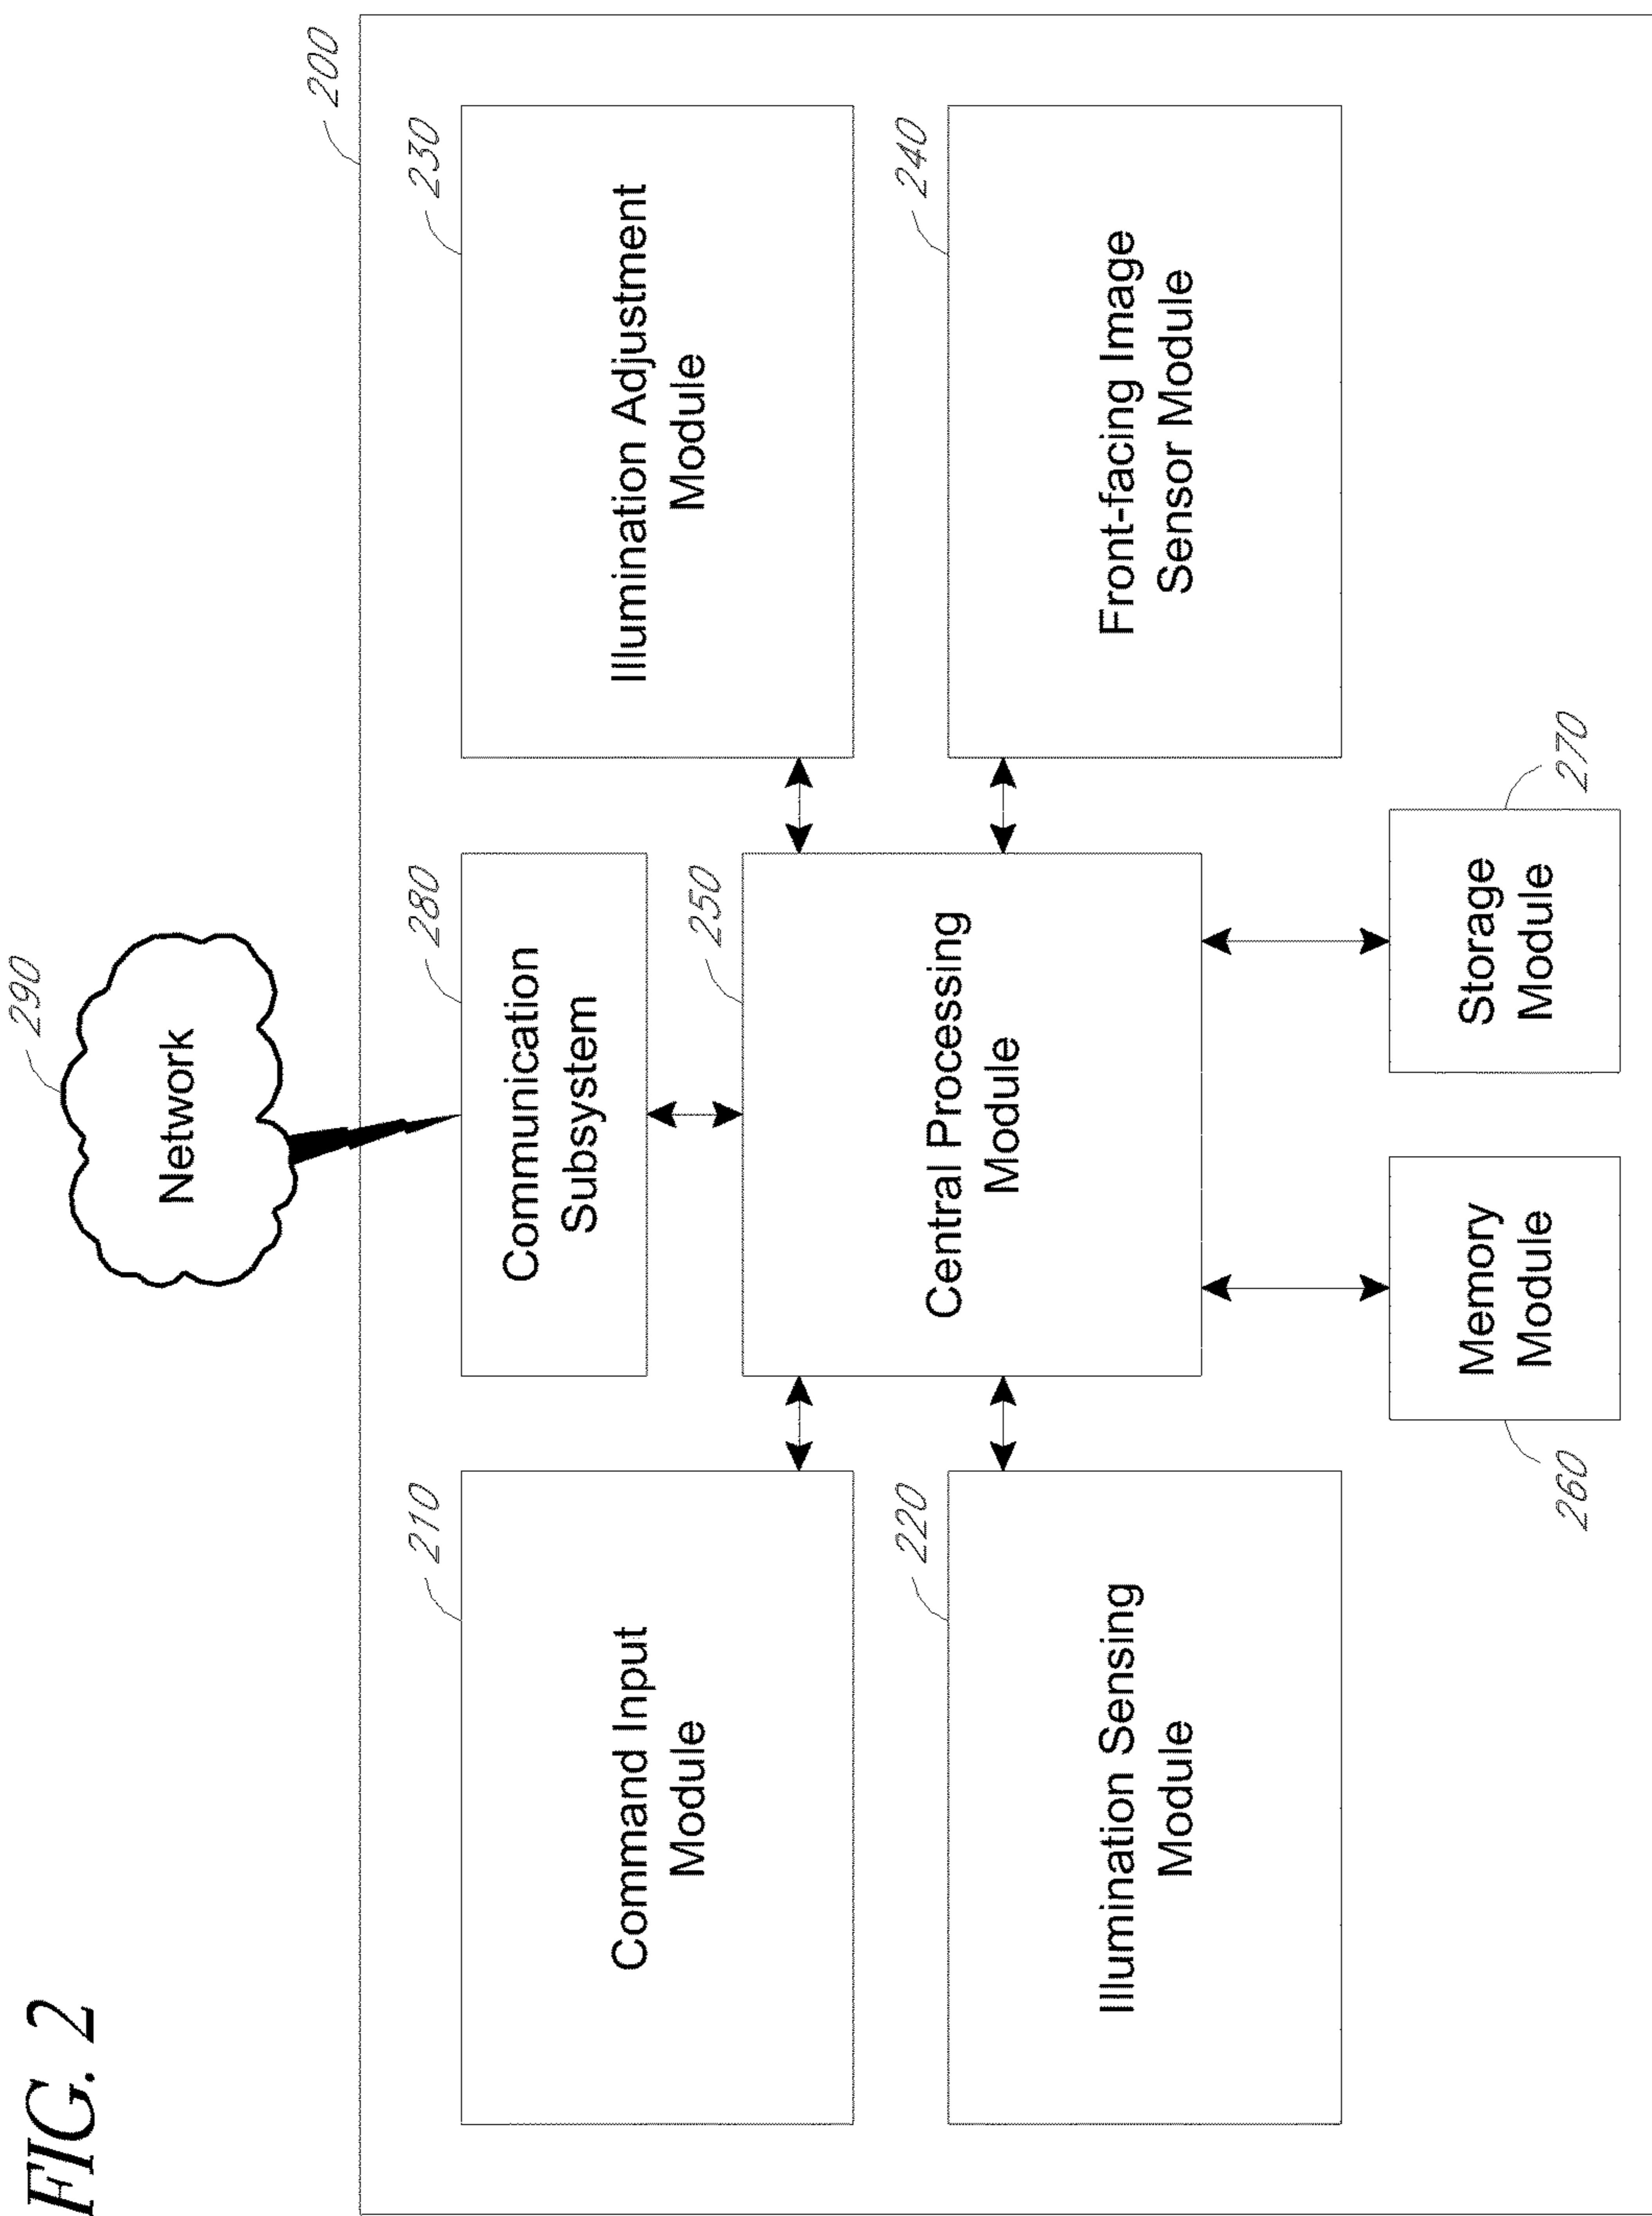 FIG. 2
290
Network
200
210
Command Input
Module
280
Communication
Subsystem
230
Illumination Adjustment
Module
250
Central Processing
Module
220
Illumination Sensing
Module
240
Front-facing Image
Sensor Module
Memory
Module
260
Storage
Module
270